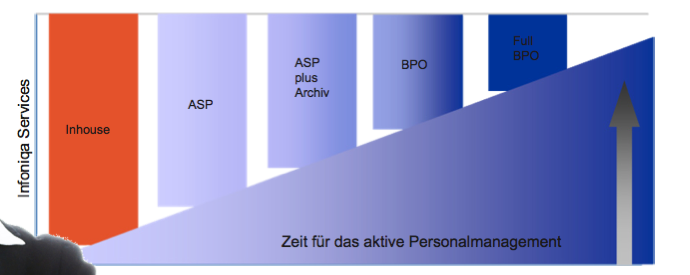 Infoniqa Services
Inhouse
ASP
ASP
plus
Archiv
BPO
Full
BPO
Zeit für das aktive Personalmanagement